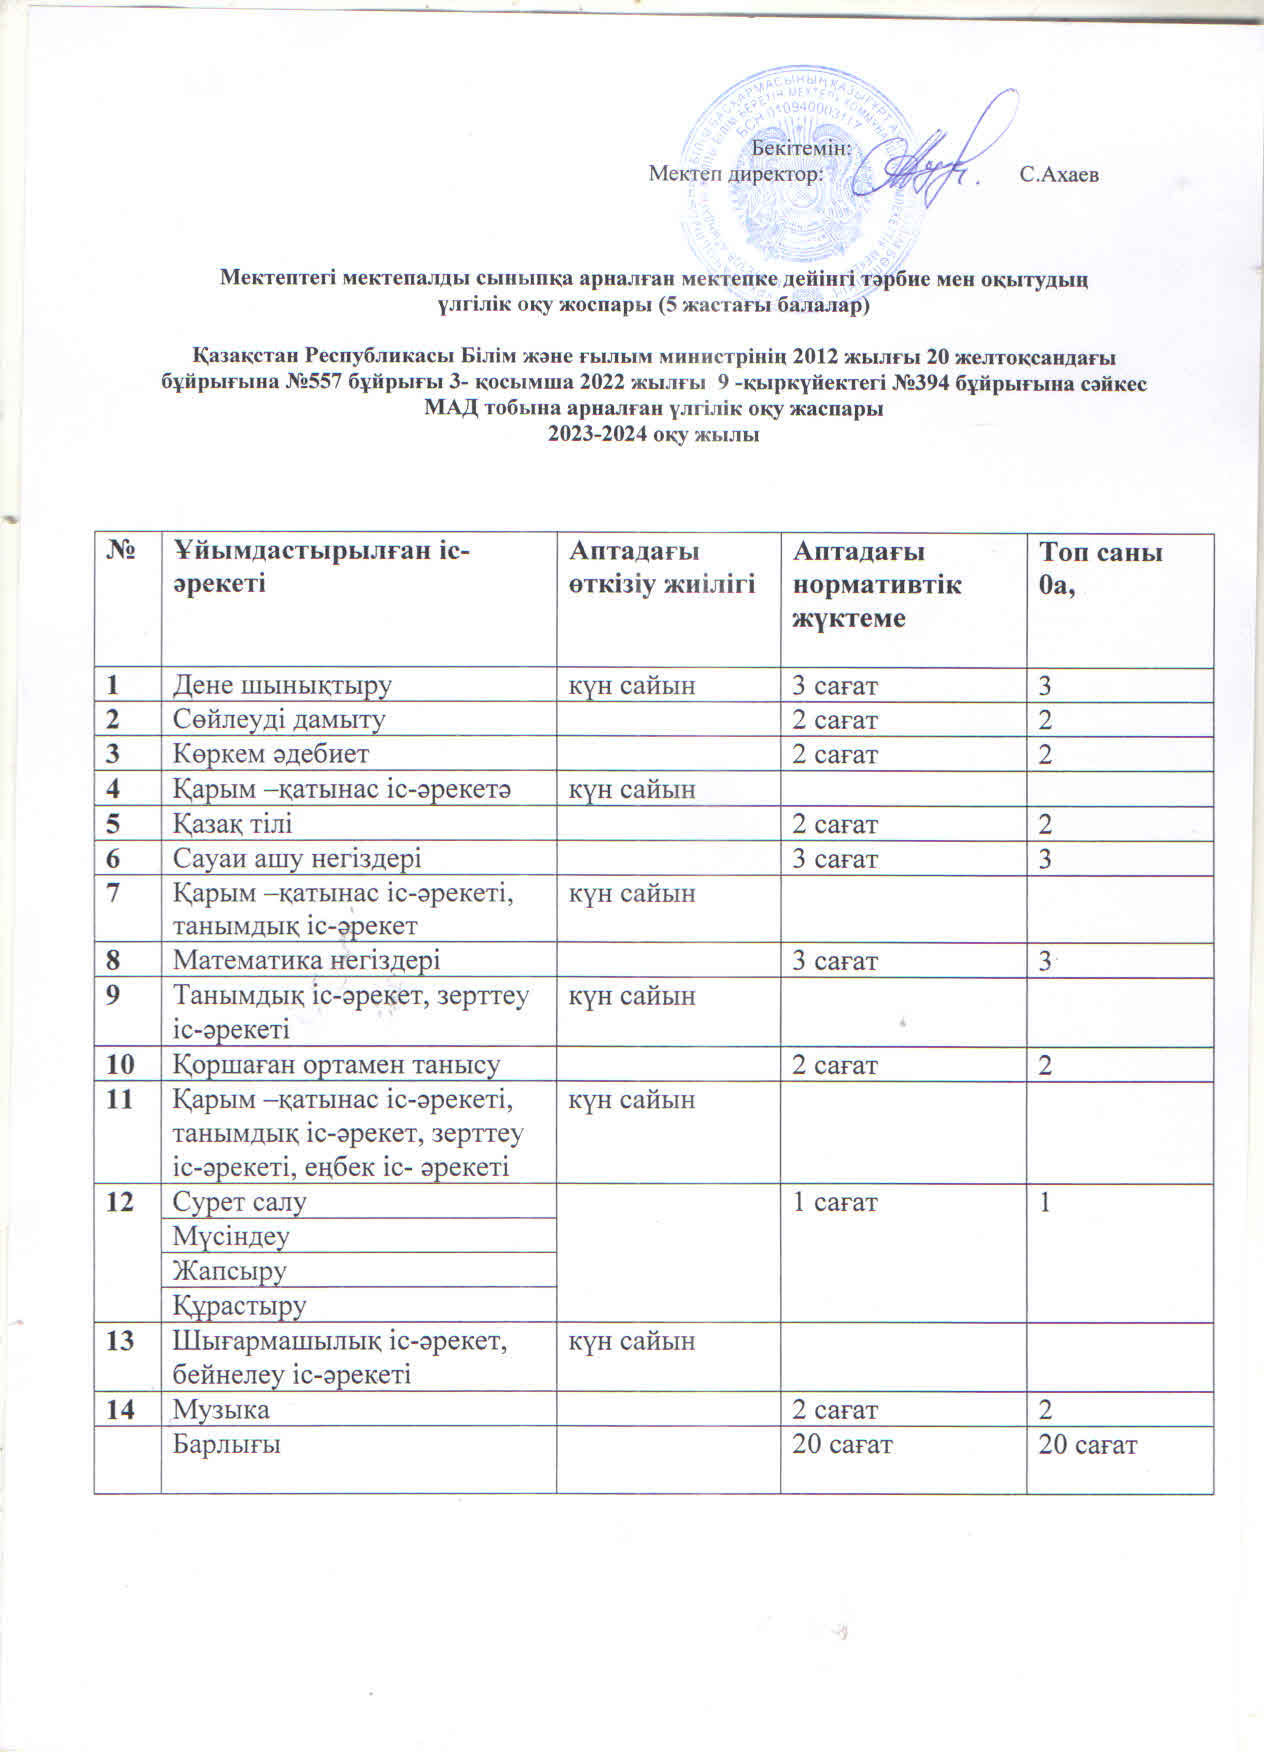 БСН 010940003117
Бекітемін:
Мектеп директор: С.Ахаев
Мектептегі мектепалды сыныпқа арналған мектепке дейінгі тәрбие мен оқытудың
үлгілік оқу жоспары (5 жастағы балалар)
Қазақстан Республикасы Білім және ғылым министрінің 2012 жылғы 20 желтоқсандағы
бұйрығына №557 бұйрығы 3- қосымша 2022 жылғы 9 -қыркүйектегі №394 бұйрығына сәйкес
МАД тобына арналған үлгілік оқу жаспары
2023-2024 оқу жылы
№ Ұйымдастырылған іс- Аптадағы Аптадағы Топ саны
әрекеті өткізіу жиілігі нормативтік 0а,
жүктеме
1 Дене шынықтыру күн сайын 3 сағат 3
2 Сөйлеуді дамыту 2 сағат 2
3 Көркем әдебиет 2 сағат 2
4 Қарым –қатынас іс-әрекетә күн сайын
5 Қазақ тілі 2 сағат 2
6 Сауаи ашу негіздері 3 сағат 3
7 Қарым –қатынас іс-әрекеті, күн сайын
танымдық іс-әрекет
8 Математика негіздері 3 сағат 3
9 Танымдық іс-әрекет, зерттеу күн сайын
іс-әрекеті
10 Қоршаған ортамен танысу 2 сағат 2
11 Қарым –қатынас іс-әрекеті, күн сайын
танымдық іс-әрекет, зерттеу
іс-әрекеті, еңбек іс- әрекеті
12 Сурет салу 1 сағат 1
Мүсіндеу
Жапсыру
Құрастыру
13 Шығармашылық іс-әрекет, күн сайын
бейнелеу іс-әрекеті
14 Музыка 2 сағат 2
Барлығы 20 сағат 20 сағат